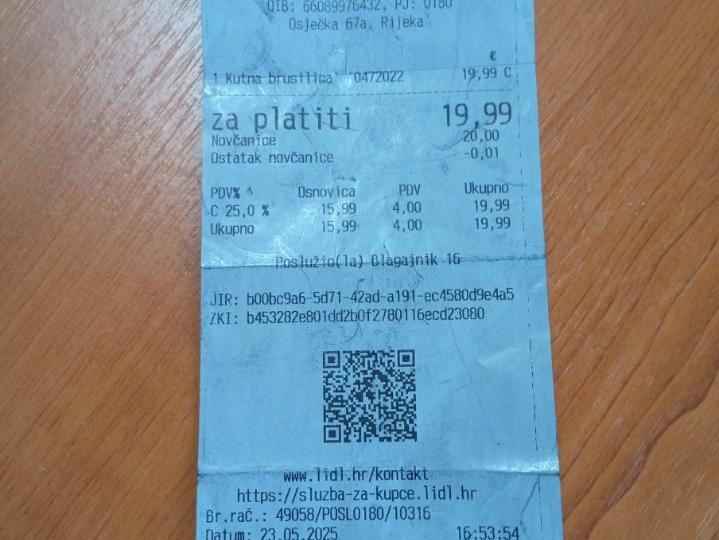 OIB: 66089976432, PJ: 0180
Osječka 67a, Rijeka
€
1 Kutna brusilica 0472022 19,99 C
za platiti 19,99
Novčanice 20,00
Ostatak novčanice -0,01
PDV% Osnovica PDV Ukupno
C 25,0 % 15,99 4,00 19,99
Ukupno 15,99 4,00 19,99
Poslužio(la) Blagajnik 16
JIR: b00bc9a6-5d71-42ad-a191-ec4580d9e4a5
ZKI: b453282e801dd2b0f2780116ecd23080
www.lidl.hr/kontakt
https://sluzba-za-kupce.lidl.hr
Br.rač.: 49058/POSL0180/10316
Datum: 23.05.2025 16:53:54